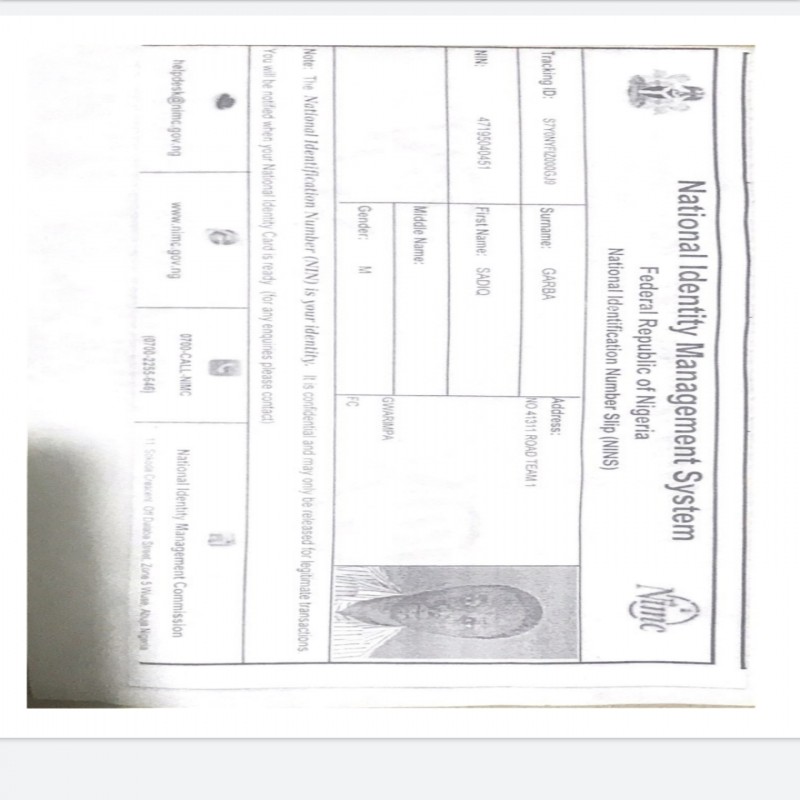 National Identity Management System
Federal Republic of Nigeria
National Identification Number Slip (NINS)
Nimc
Tracking ID: S7Y0NYFIZ000GJ9
Surname: GARBA
Address:
NO 41311 ROAD TEAM 1
NIN: 47195040451
First Name: SADIQ
Middle Name:
GWARIMPA
Gender: M
FC
Note: The National Identification Number (NIN) is your identity. It is confidential and may only be released for legitimate transactions
You will be notified when your National Identity Card is ready (for any enquiries please contact)
helpdesk@nimc.gov.ng
www.nimc.gov.ng
0700-CALL-NIMC
(0700-2255-646)
National Identity Management Commission
11 Sokode Crescent, Off Dalaba Street, Zone 5 Wuse, Abuja Nigeria